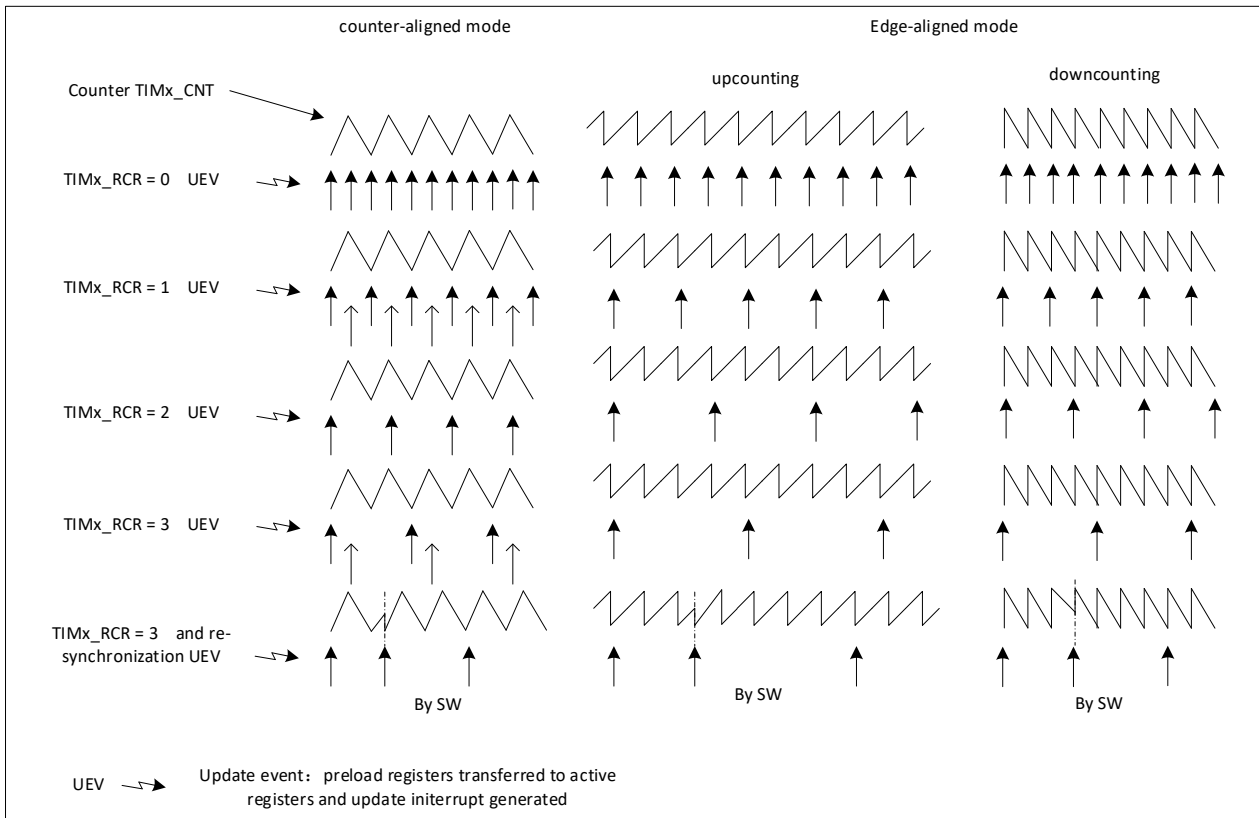 counter-aligned mode
Edge-aligned mode
upcounting
downcounting
Counter TIMx_CNT
TIMx_RCR = 0 UEV
TIMx_RCR = 1 UEV
TIMx_RCR = 2 UEV
TIMx_RCR = 3 UEV
TIMx_RCR = 3 and re-
synchronization UEV
By SW
By SW
By SW
UEV
Update event：preload registers transferred to active
registers and update initerrupt generated